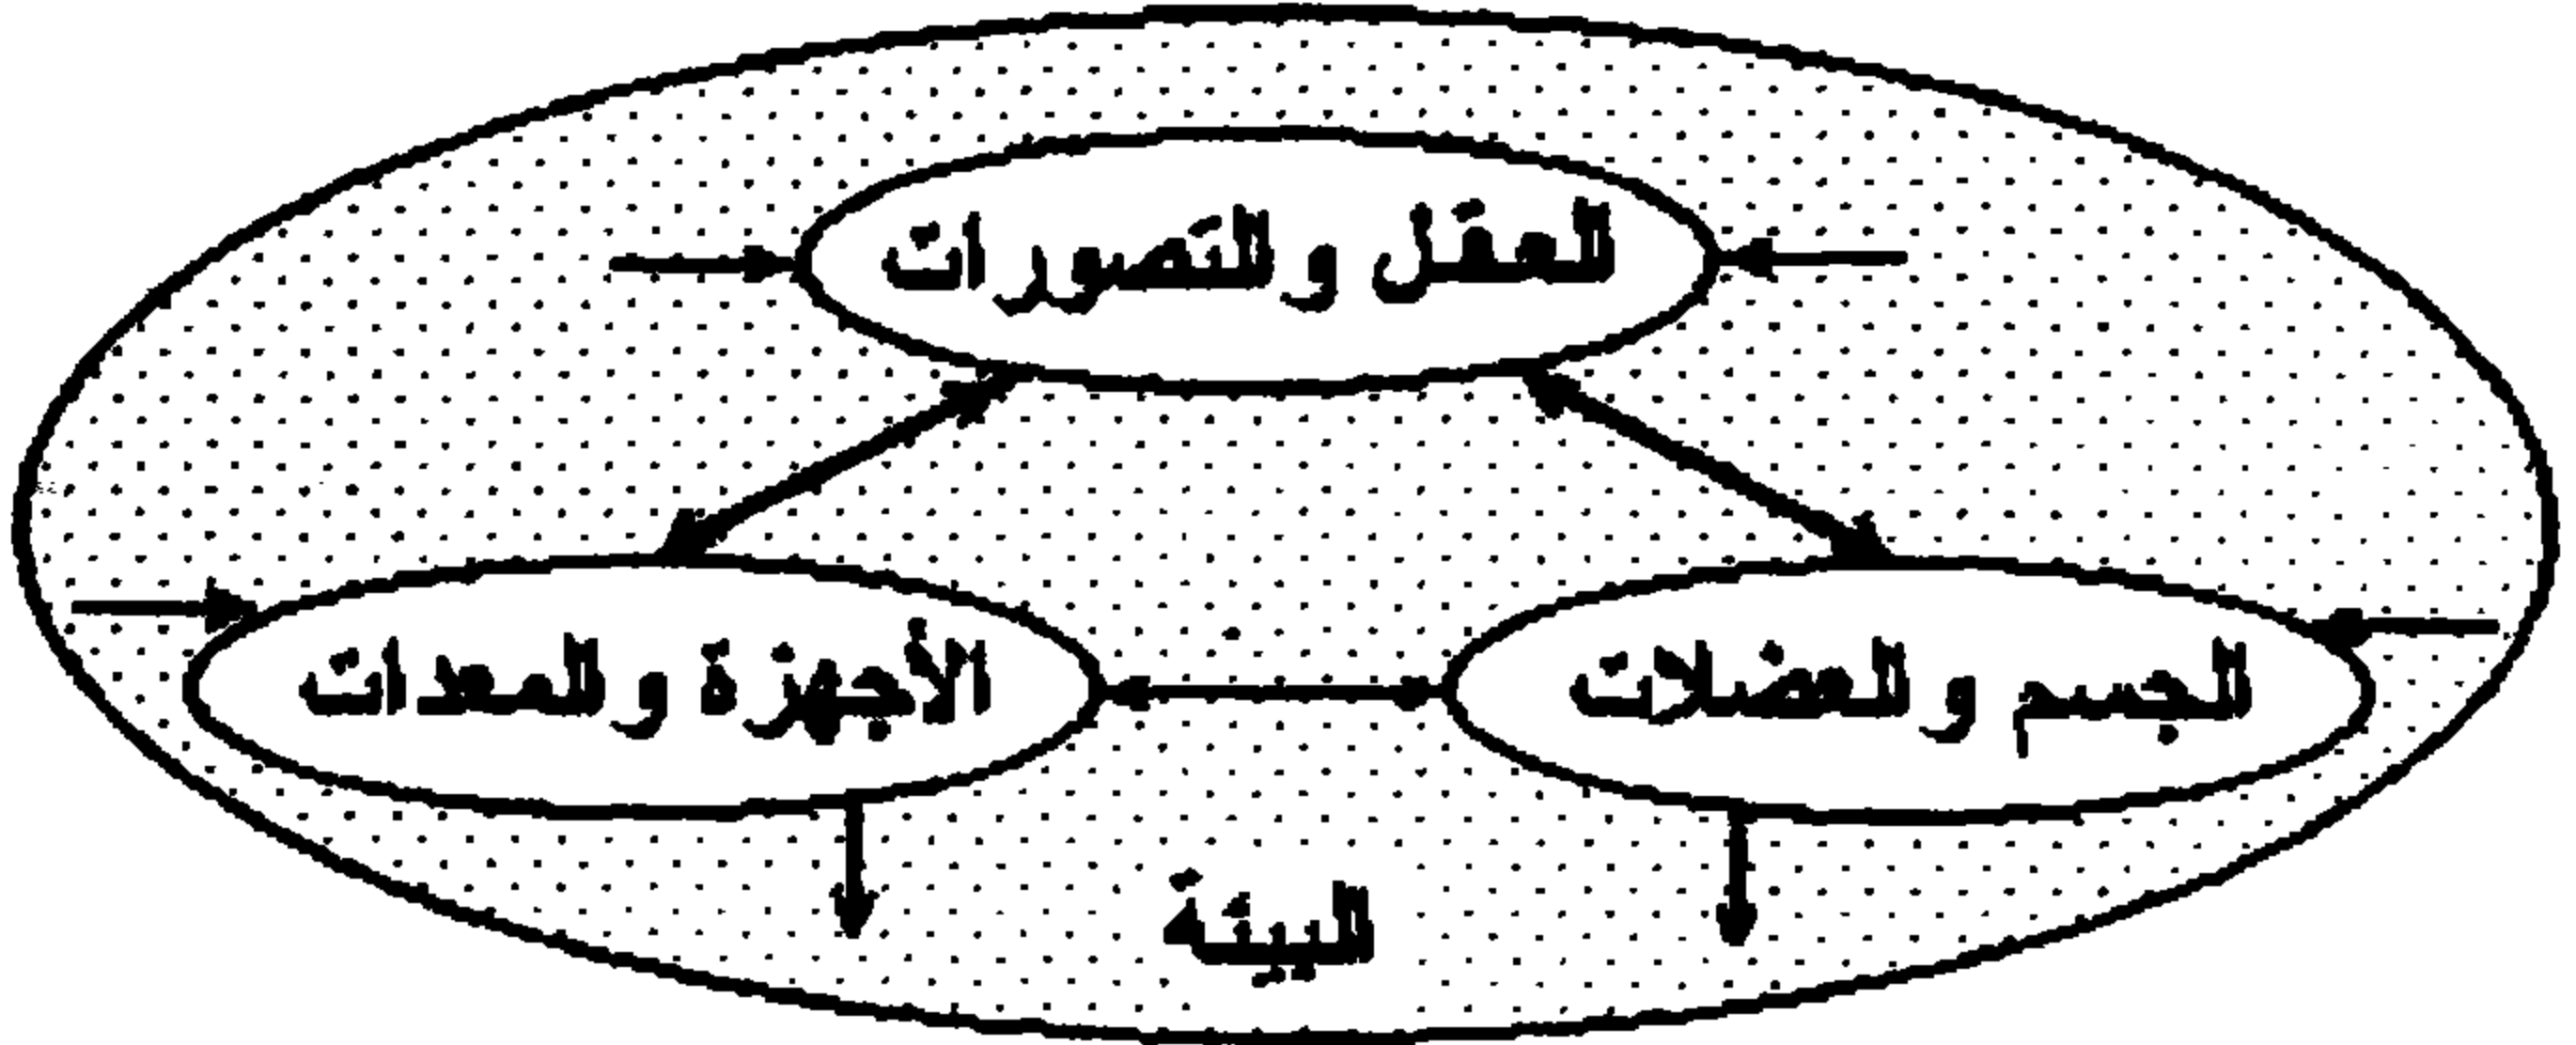 العقل والتصورات
الجسم والعضلات
الأجهزة والمعدات
البيئة